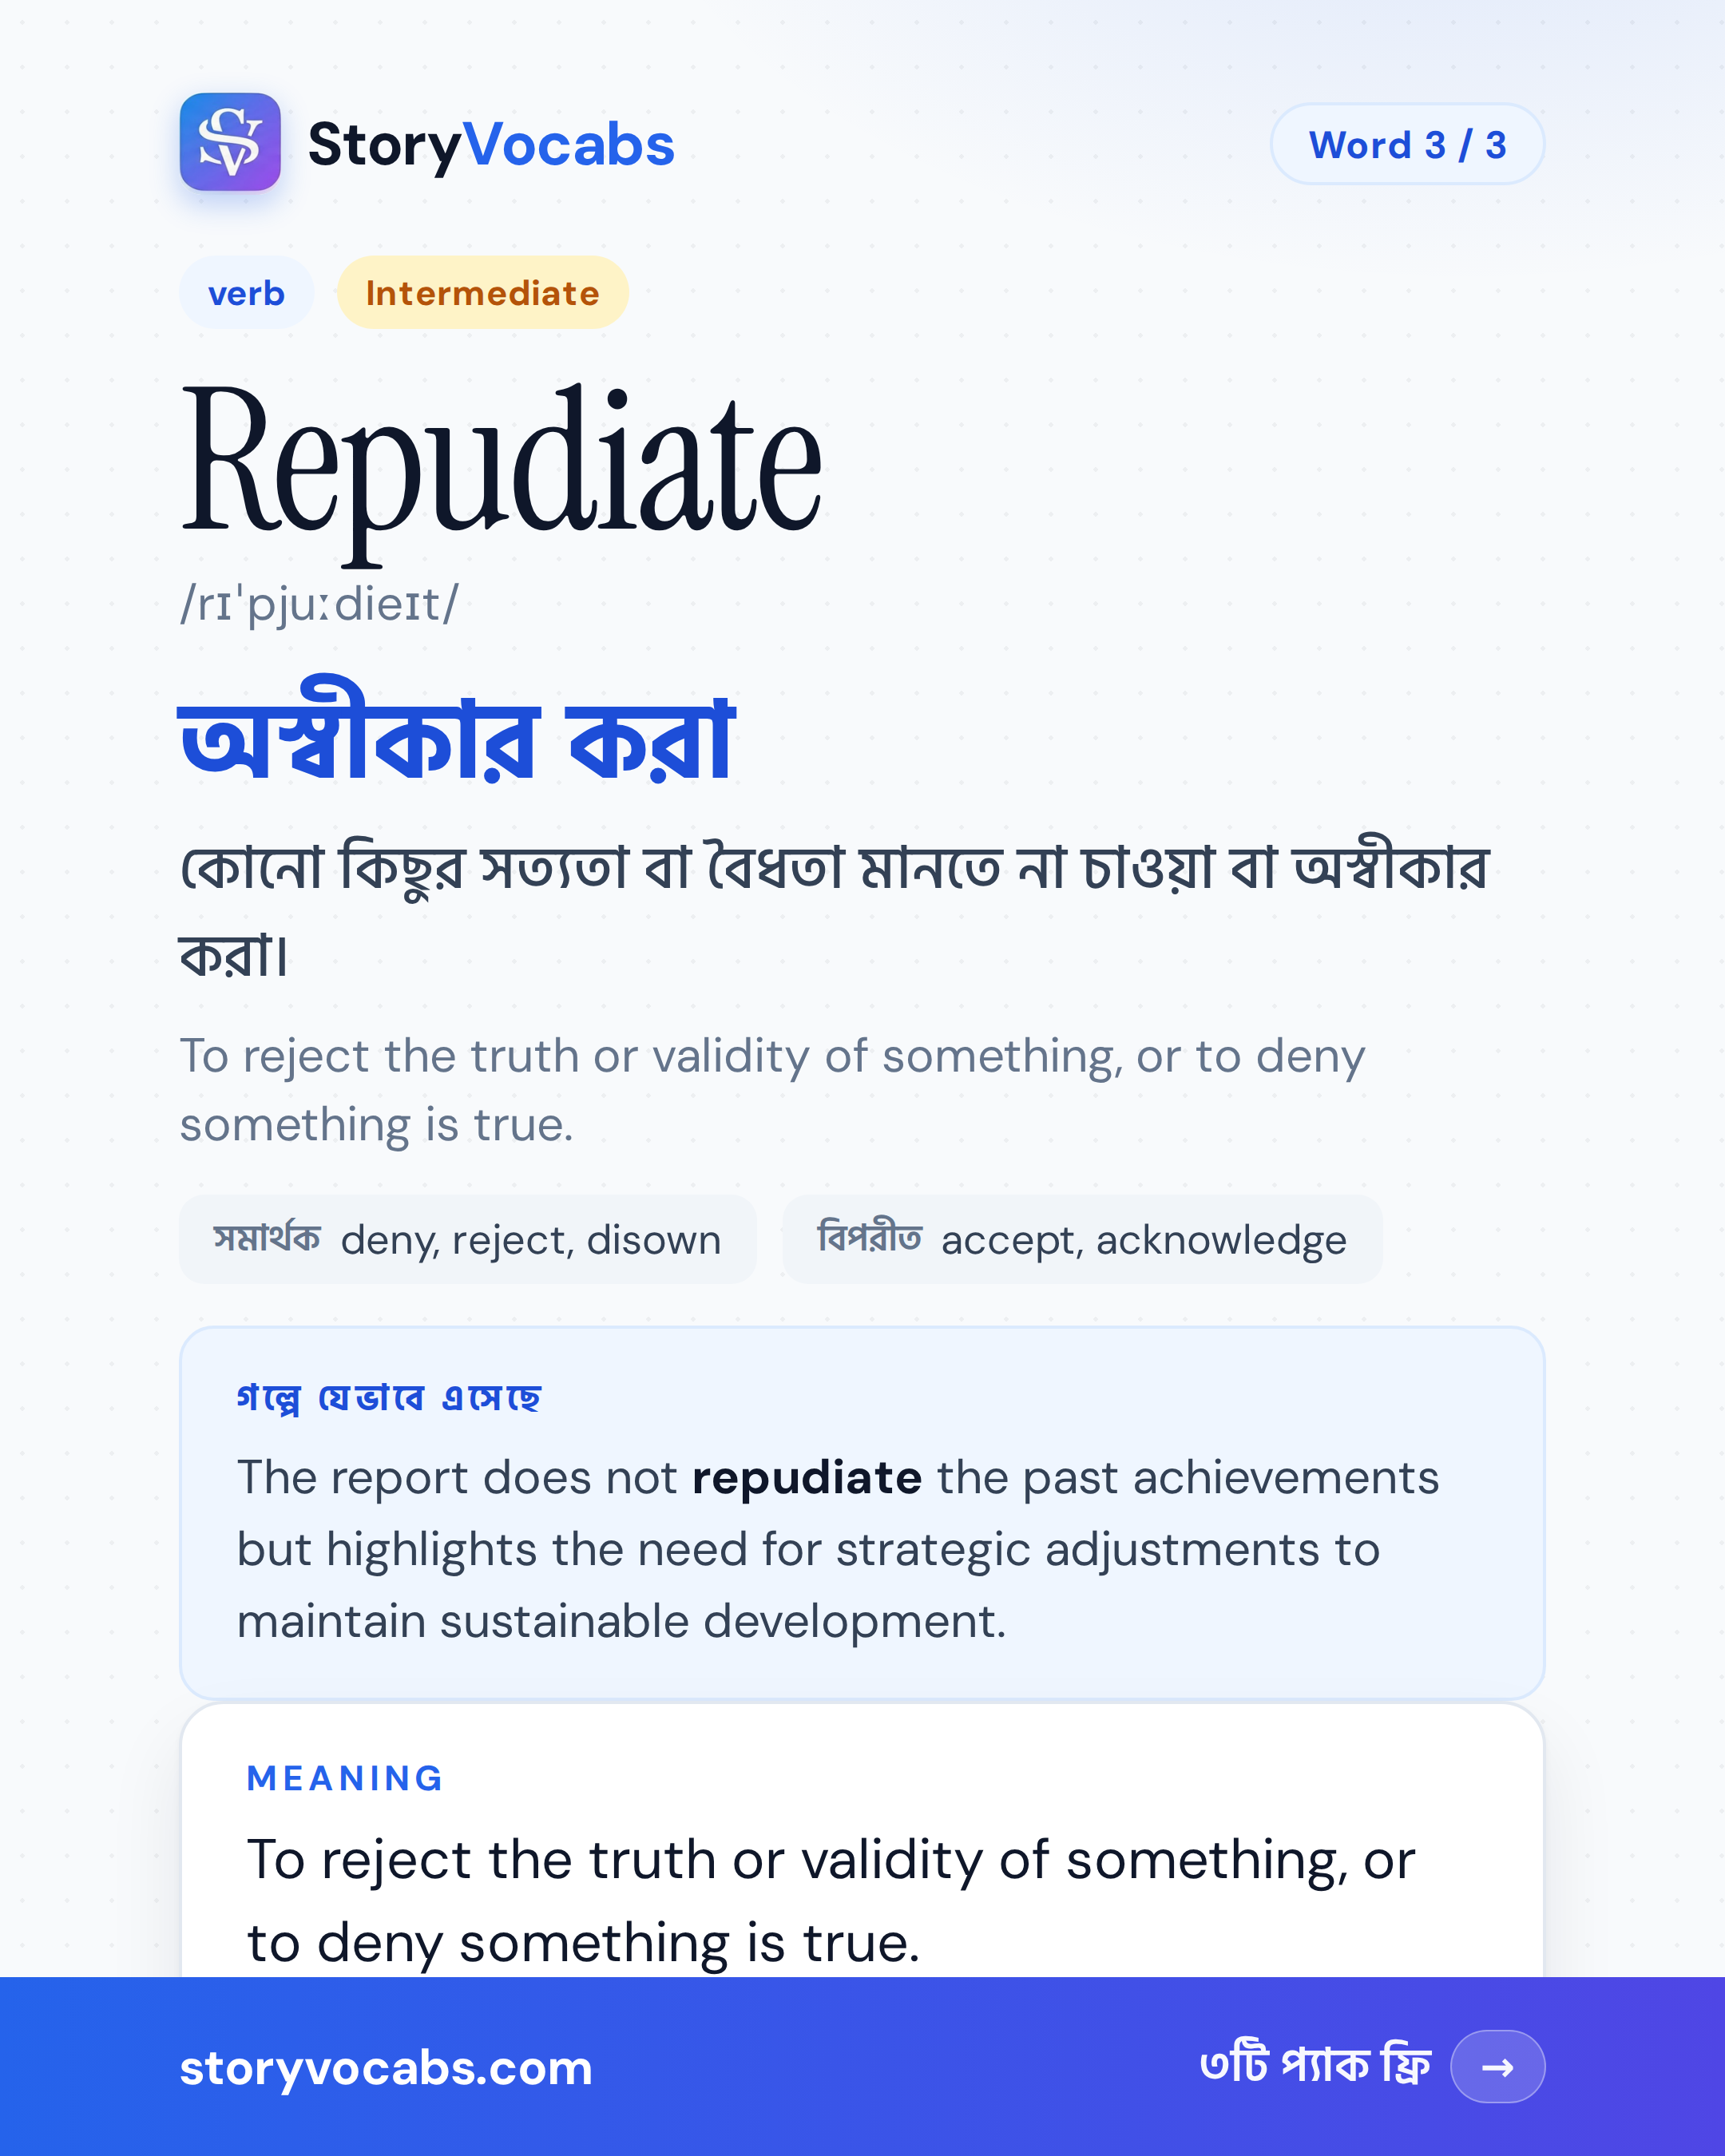 StoryVocabs
Word 3 / 3
verb
Intermediate
Repudiate
/rɪˈpjuːdieɪt/
অস্বীকার করা
কোনো কিছুর সত্যতা বা বৈধতা মানতে না চাওয়া বা অস্বীকার
করা।
To reject the truth or validity of something, or to deny
something is true.
সমার্থক deny, reject, disown
বিপরীত accept, acknowledge
গল্পে যেভাবে এসেছে
The report does not repudiate the past achievements
but highlights the need for strategic adjustments to
maintain sustainable development.
MEANING
To reject the truth or validity of something, or
to deny something is true.
storyvocabs.com
৩টি প্যাক ফ্রি →